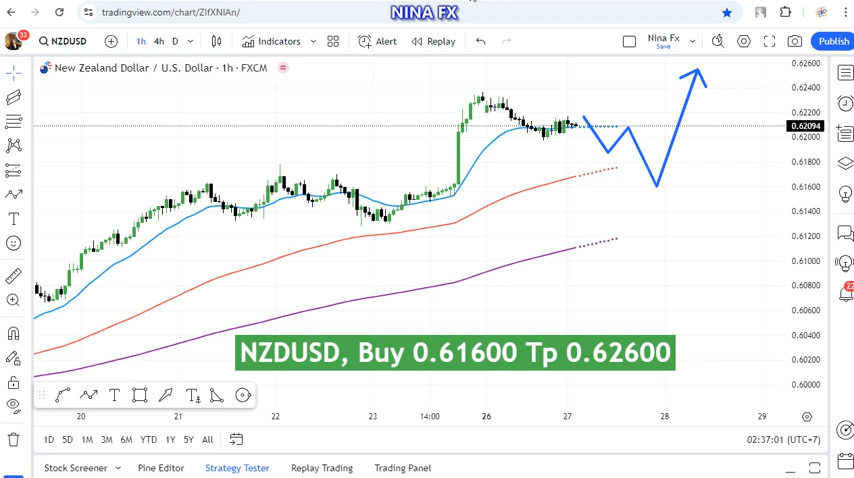 tradingview.com/chart/ZIfXNIAn/
NINA FX
33
NZDUSD
1h 4h D
Indicators
Alert
Replay
Nina Fx
Save
Publish
New Zealand Dollar / U.S. Dollar · 1h · FXCM
0.62600
0.62400
0.62200
0.62094
0.62000
0.61800
0.61600
0.61400
0.61200
0.61000
0.60800
0.60600
0.60400
0.60200
0.60000
22
NZDUSD, Buy 0.61600 Tp 0.62600
20 21 22 23 14:00 26 27 28 29
1D 5D 1M 3M 6M YTD 1Y 5Y All
02:37:01 (UTC+7)
Stock Screener Pine Editor Strategy Tester Replay Trading Trading Panel